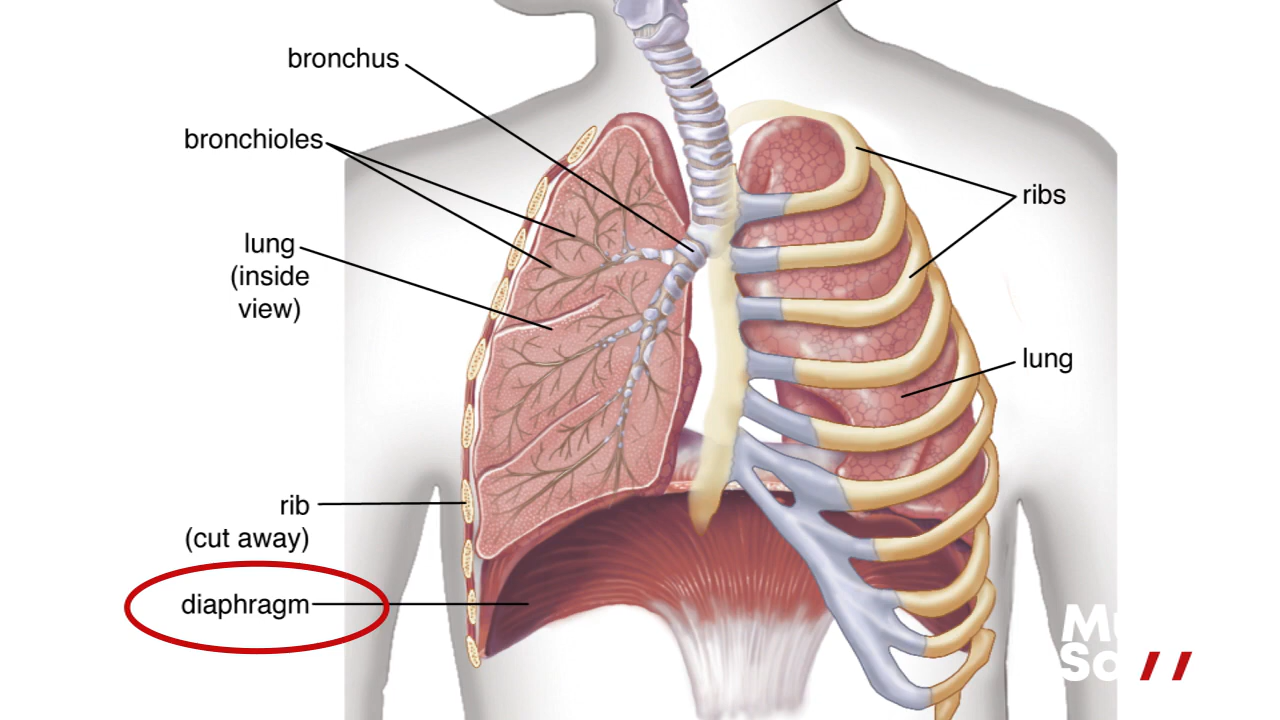 bronchus
bronchioles
ribs
lung
(inside
view)
lung
rib
(cut away)
diaphragm